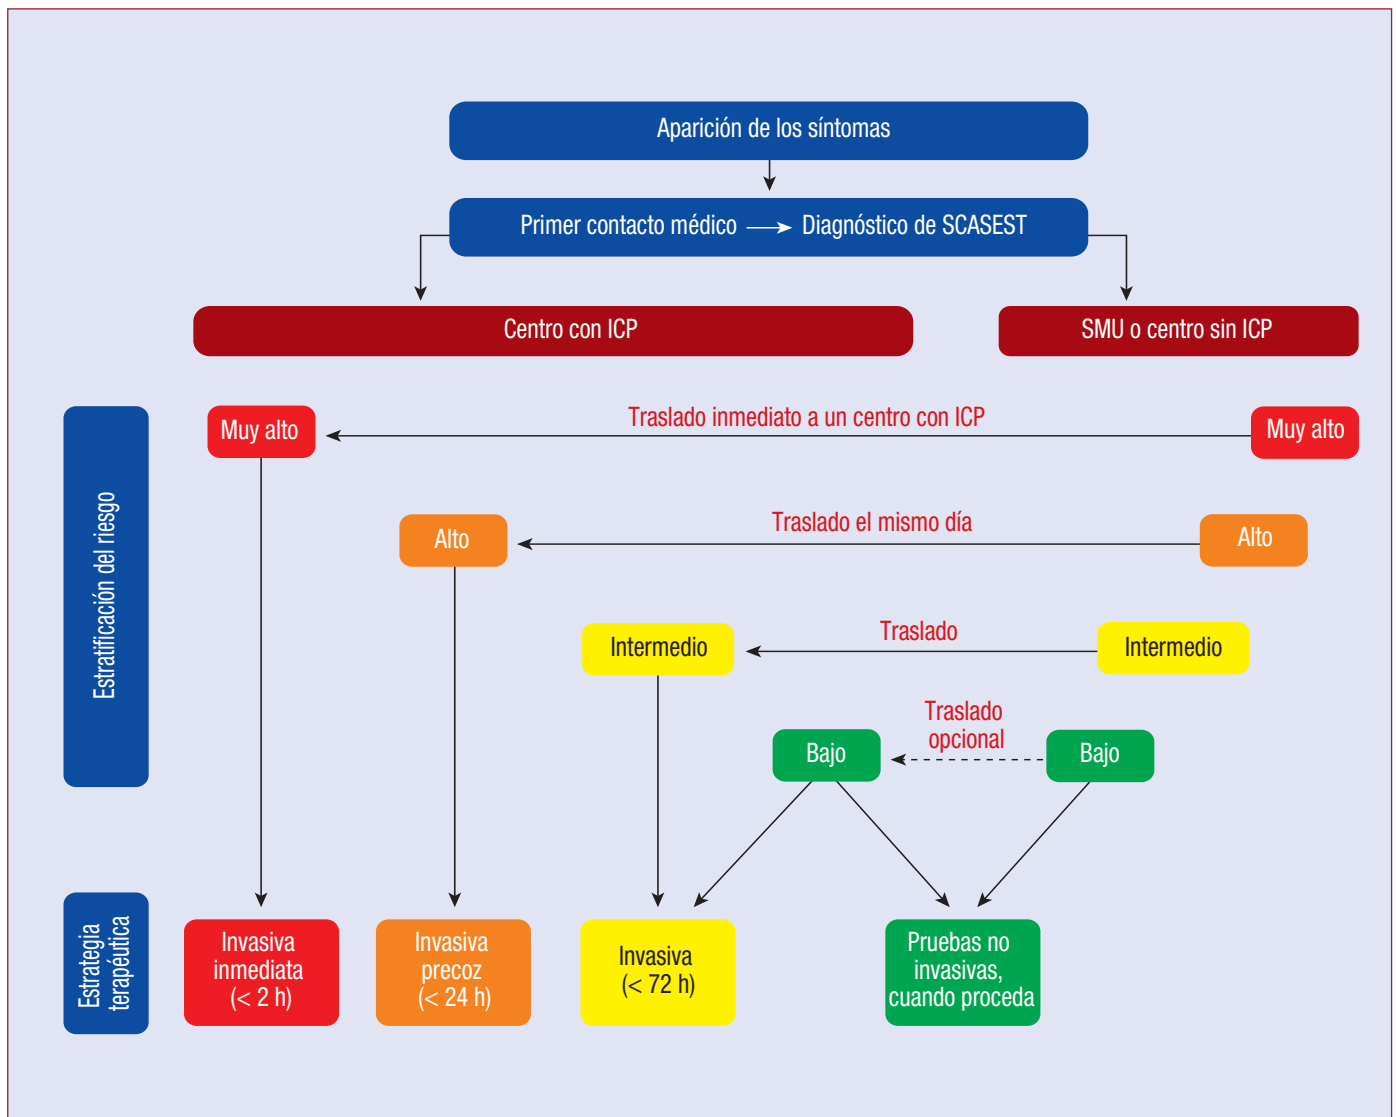 Aparición de los síntomas
Primer contacto médico → Diagnóstico de SCASEST
Centro con ICP
SMU o centro sin ICP
Estratificación del riesgo
Muy alto
Traslado inmediato a un centro con ICP
Muy alto
Alto
Traslado el mismo día
Alto
Intermedio
Traslado
Intermedio
Bajo
Traslado
opcional
Bajo
Estrategia
terapéutica
Invasiva
inmediata
(< 2 h)
Invasiva
precoz
(< 24 h)
Invasiva
(< 72 h)
Pruebas no
invasivas,
cuando proceda